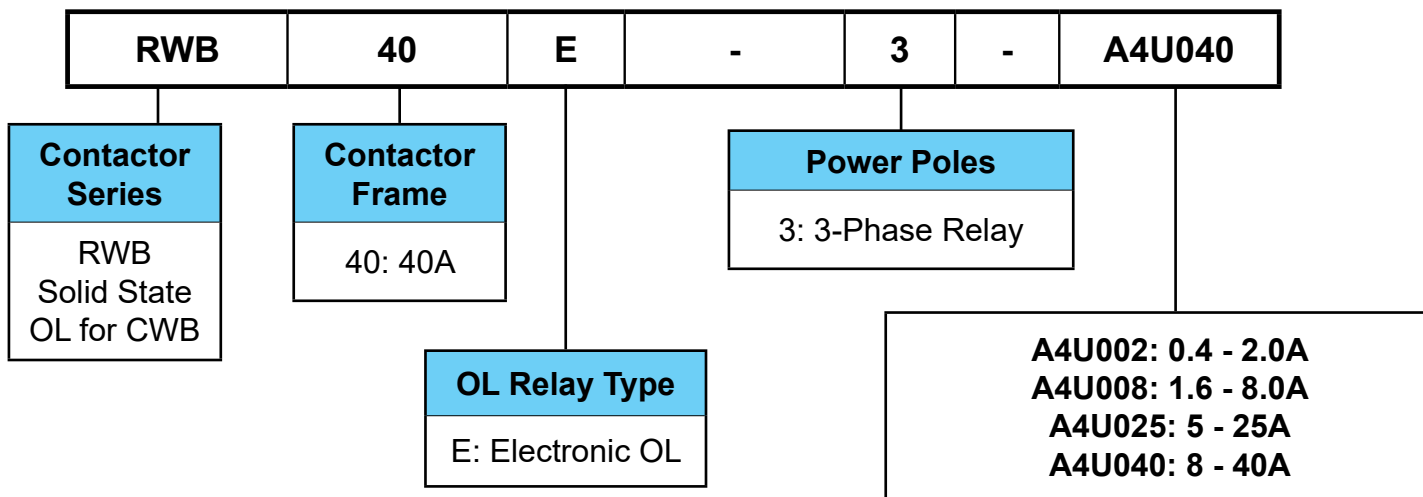 RWB 40 E - 3 - A4U040
Contactor
Series
RWB
Solid State
OL for CWB
Contactor
Frame
40: 40A
OL Relay Type
E: Electronic OL
Power Poles
3: 3-Phase Relay
A4U002: 0.4 - 2.0A
A4U008: 1.6 - 8.0A
A4U025: 5 - 25A
A4U040: 8 - 40A